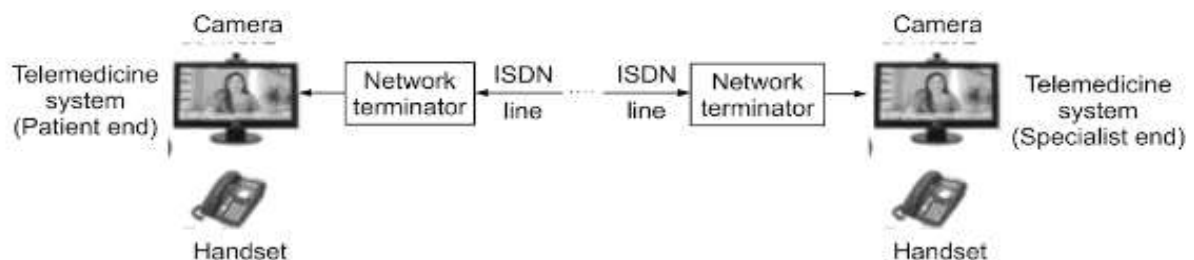 Camera
Telemedicine
system
(Patient end)
Network
terminator
ISDN
line
ISDN
line
Network
terminator
Camera
Telemedicine
system
(Specialist end)
Handset
Handset